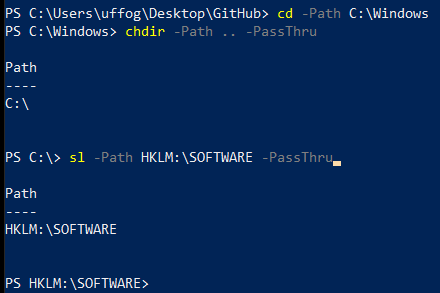 PS C:\Users\uffog\Desktop\GitHub> cd -Path C:\Windows
PS C:\Windows> chdir -Path .. -PassThru
Path
----
C:\
PS C:\> sl -Path HKLM:\SOFTWARE -PassThru
Path
----
HKLM:\SOFTWARE
PS HKLM:\SOFTWARE>